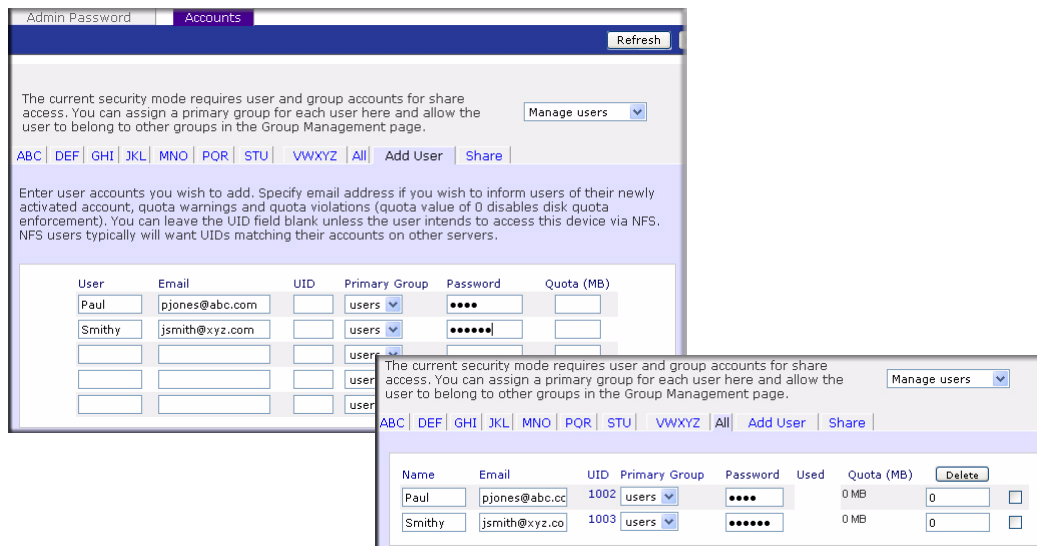 Admin Password Accounts
Refresh
The current security mode requires user and group accounts for share
access. You can assign a primary group for each user here and allow the
user to belong to other groups in the Group Management page.
Manage users
ABC DEF GHI JKL MNO PQR STU VWXYZ All Add User Share
Enter user accounts you wish to add. Specify email address if you wish to inform users of their newly
activated account, quota warnings and quota violations (quota value of 0 disables disk quota
enforcement). You can leave the UID field blank unless the user intends to access this device via NFS.
NFS users typically will want UIDs matching their accounts on other servers.
User Email UID Primary Group Password Quota (MB)
Paul pjones@abc.com users ••••
Smithy jsmith@xyz.com users ••••••
users
user
user
The current security mode requires user and group accounts for share
access. You can assign a primary group for each user here and allow the
user to belong to other groups in the Group Management page.
Manage users
ABC DEF GHI JKL MNO PQR STU VWXYZ All Add User Share
Name Email UID Primary Group Password Used Quota (MB) Delete
Paul pjones@abc.cc 1002 users •••• 0 MB 0
Smithy jsmith@xyz.co 1003 users •••••• 0 MB 0